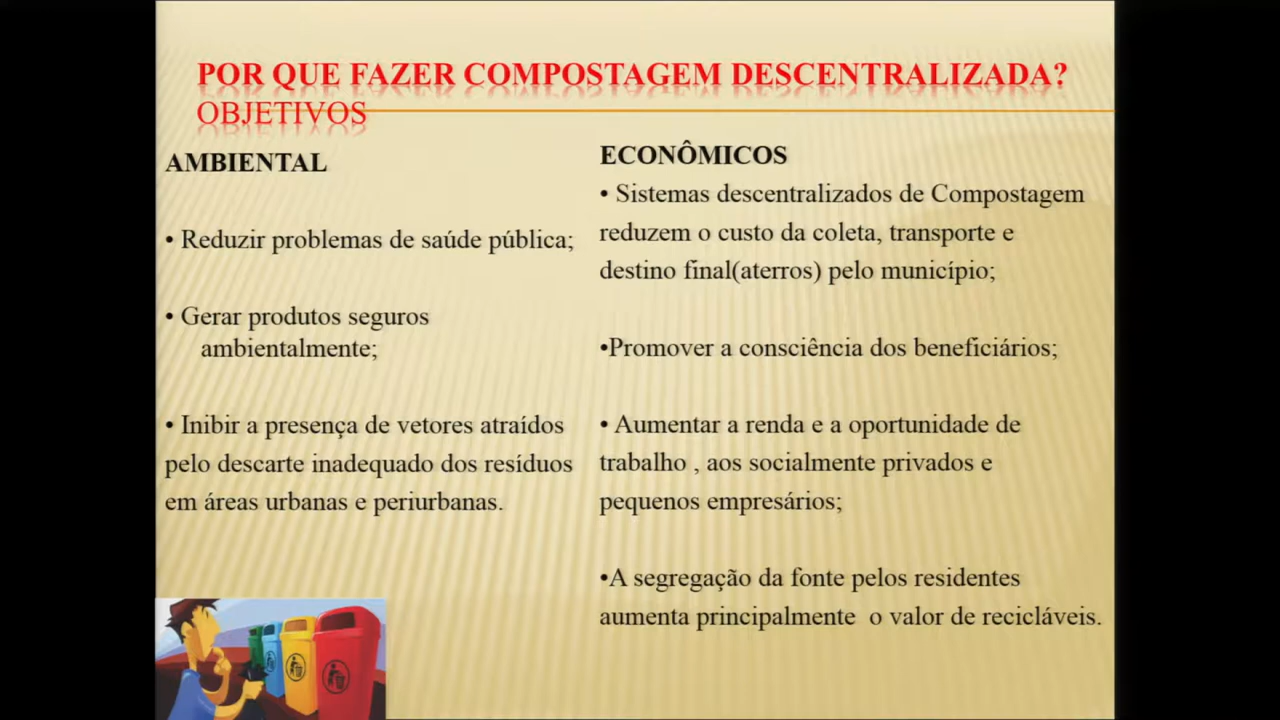 POR QUE FAZER COMPOSTAGEM DESCENTRALIZADA?
OBJETIVOS
AMBIENTAL
• Reduzir problemas de saúde pública;
• Gerar produtos seguros
ambientalmente;
• Inibir a presença de vetores atraídos
pelo descarte inadequado dos resíduos
em áreas urbanas e periurbanas.
ECONÔMICOS
• Sistemas descentralizados de Compostagem
reduzem o custo da coleta, transporte e
destino final(aterros) pelo município;
•Promover a consciência dos beneficiários;
• Aumentar a renda e a oportunidade de
trabalho , aos socialmente privados e
pequenos empresários;
•A segregação da fonte pelos residentes
aumenta principalmente  o valor de recicláveis.